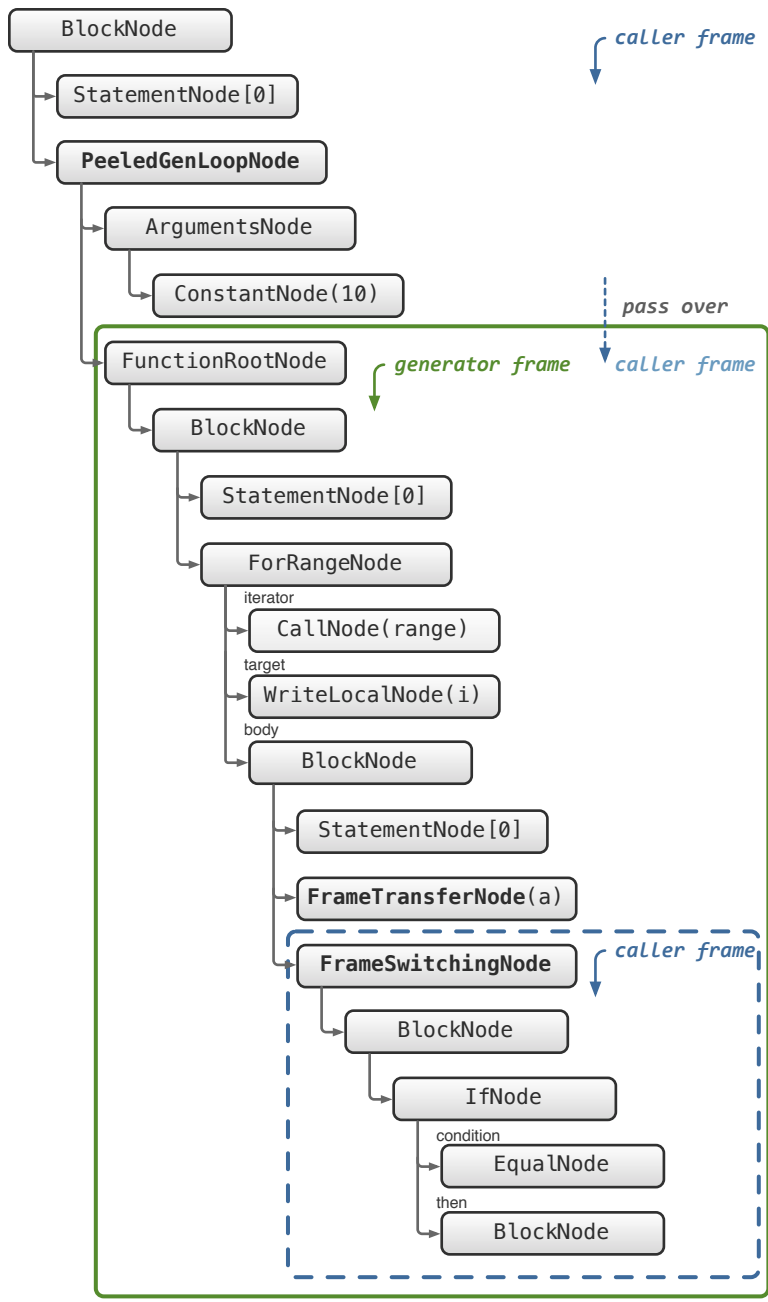 BlockNode
caller frame
StatementNode[0]
PeeledGenLoopNode
ArgumentsNode
ConstantNode(10)
pass over
FunctionRootNode
generator frame
caller frame
BlockNode
StatementNode[0]
ForRangeNode
iterator
CallNode(range)
target
WriteLocalNode(i)
body
BlockNode
StatementNode[0]
FrameTransferNode(a)
FrameSwitchingNode
caller frame
BlockNode
IfNode
condition
EqualNode
then
BlockNode